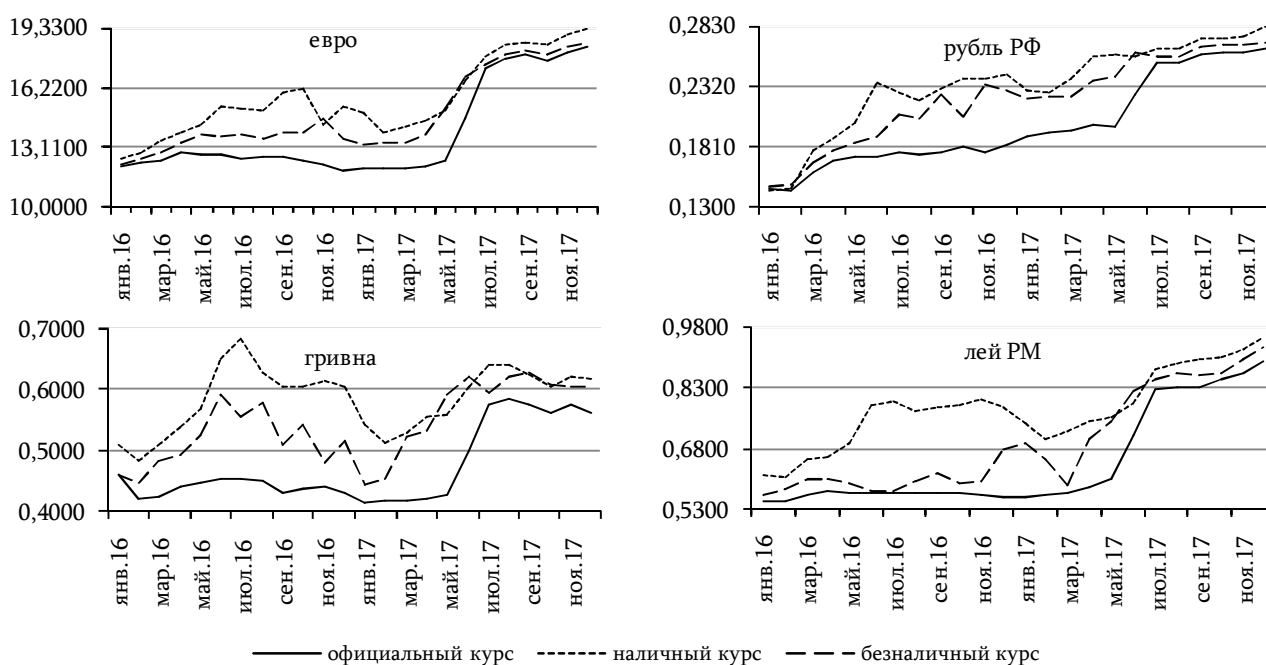 евро
19,3300
16,2200
13,1100
10,0000
янв.16
мар.16
май.16
июл.16
сен.16
ноя.16
янв.17
мар.17
май.17
июл.17
сен.17
ноя.17
рубль РФ
0,2830
0,2320
0,1810
0,1300
янв.16
мар.16
май.16
июл.16
сен.16
ноя.16
янв.17
мар.17
май.17
июл.17
сен.17
ноя.17
гривна
0,7000
0,6000
0,5000
0,4000
янв.16
мар.16
май.16
июл.16
сен.16
ноя.16
янв.17
мар.17
май.17
июл.17
сен.17
ноя.17
лей РМ
0,9800
0,8300
0,6800
0,5300
янв.16
мар.16
май.16
июл.16
сен.16
ноя.16
янв.17
мар.17
май.17
июл.17
сен.17
ноя.17
официальный курс наличный курс безналичный курс